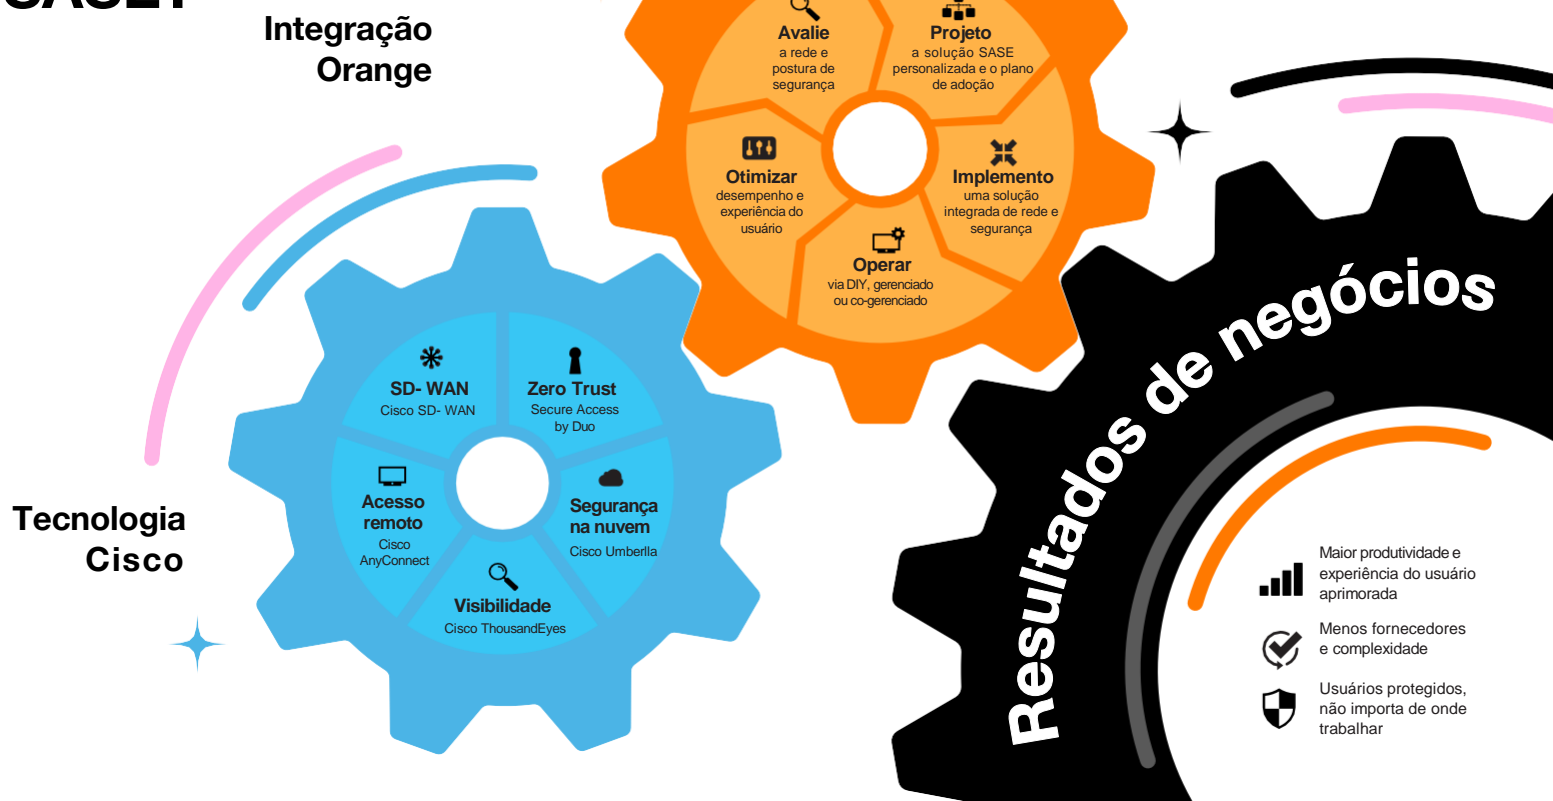 Integração
Orange
Avalie
a rede e
postura de
segurança
Projeto
a solução SASE
personalizada e o plano
de adoção
Otimizar
desempenho e
experiência do
usuário
Implemento
uma solução
integrada de rede e
segurança
Operar
via DIY, gerenciado
ou co-gerenciado
Tecnologia
Cisco
SD- WAN
Cisco SD- WAN
Zero Trust
Secure Access
by Duo
Acesso
remoto
Cisco
AnyConnect
Segurança
na nuvem
Cisco Umberlla
Visibilidade
Cisco ThousandEyes
Resultados de negócios
Maior produtividade e
experiência do usuário
aprimorada
Menos fornecedores
e complexidade
Usuários protegidos,
não importa de onde
trabalhar